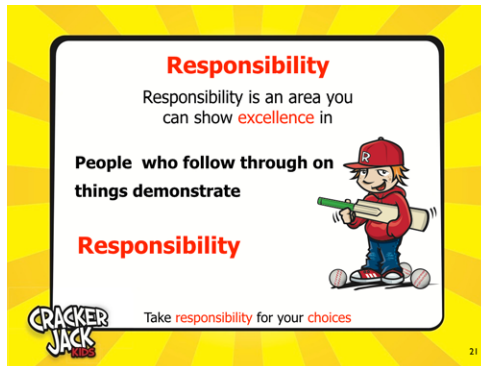 Responsibility
Responsibility is an area you
can show excellence in
People who follow through on
things demonstrate
R
Responsibility
CRACKER
JACK
KIDS
Take responsibility for your choices
21